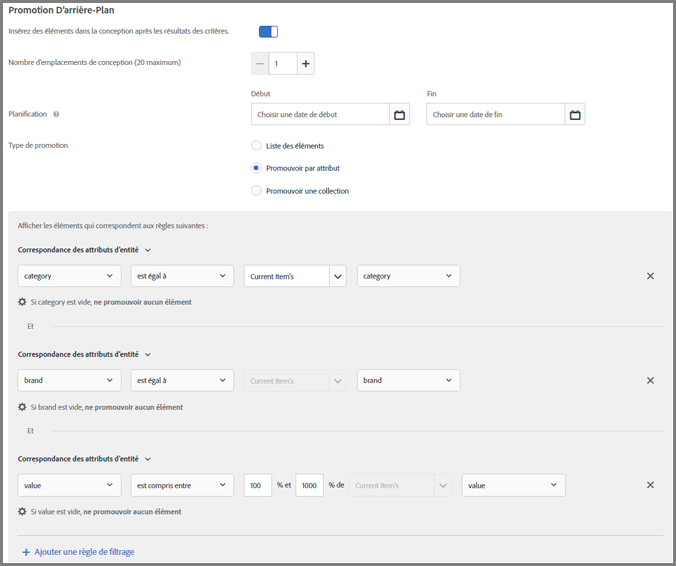 Promotion D'arrière-Plan
Insérez des éléments dans la conception après les résultats des critères.
Nombre d'emplacements de conception (20 maximum)
1
Début
Fin
Planification
Choisir une date de début
Choisir une date de fin
Type de promotion
Liste des éléments
Promouvoir par attribut
Promouvoir une collection
Afficher les éléments qui correspondent aux règles suivantes :
Correspondance des attributs d'entité
category
est égal à
Current Item's
category
Si category est vide, ne promouvoir aucun élément
Et
Correspondance des attributs d'entité
brand
est égal à
Current Item's
brand
Si brand est vide, ne promouvoir aucun élément
Et
Correspondance des attributs d'entité
value
est compris entre
100
% et
1000
% de
Current Item's
value
Si value est vide, ne promouvoir aucun élément
+ Ajouter une règle de filtrage